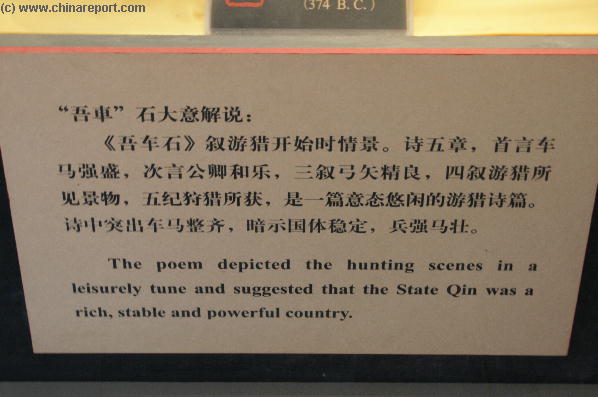 (c) www.chinareport.com
(374 B.C.)
“吾車”石大意解说：
《吾车石》叙游猎开始时情景。诗五章，首言车
马强盛，次言公卿和乐，三叙弓矢精良，四叙游猎所
见景物，五纪狩猎所获，是一篇意态悠闲的游猎诗篇。
诗中突出车马整齐，暗示国体稳定，兵强马壮。
The poem depicted the hunting scenes in a
leisurely tune and suggested that the State Qin was a
rich, stable and powerful country.